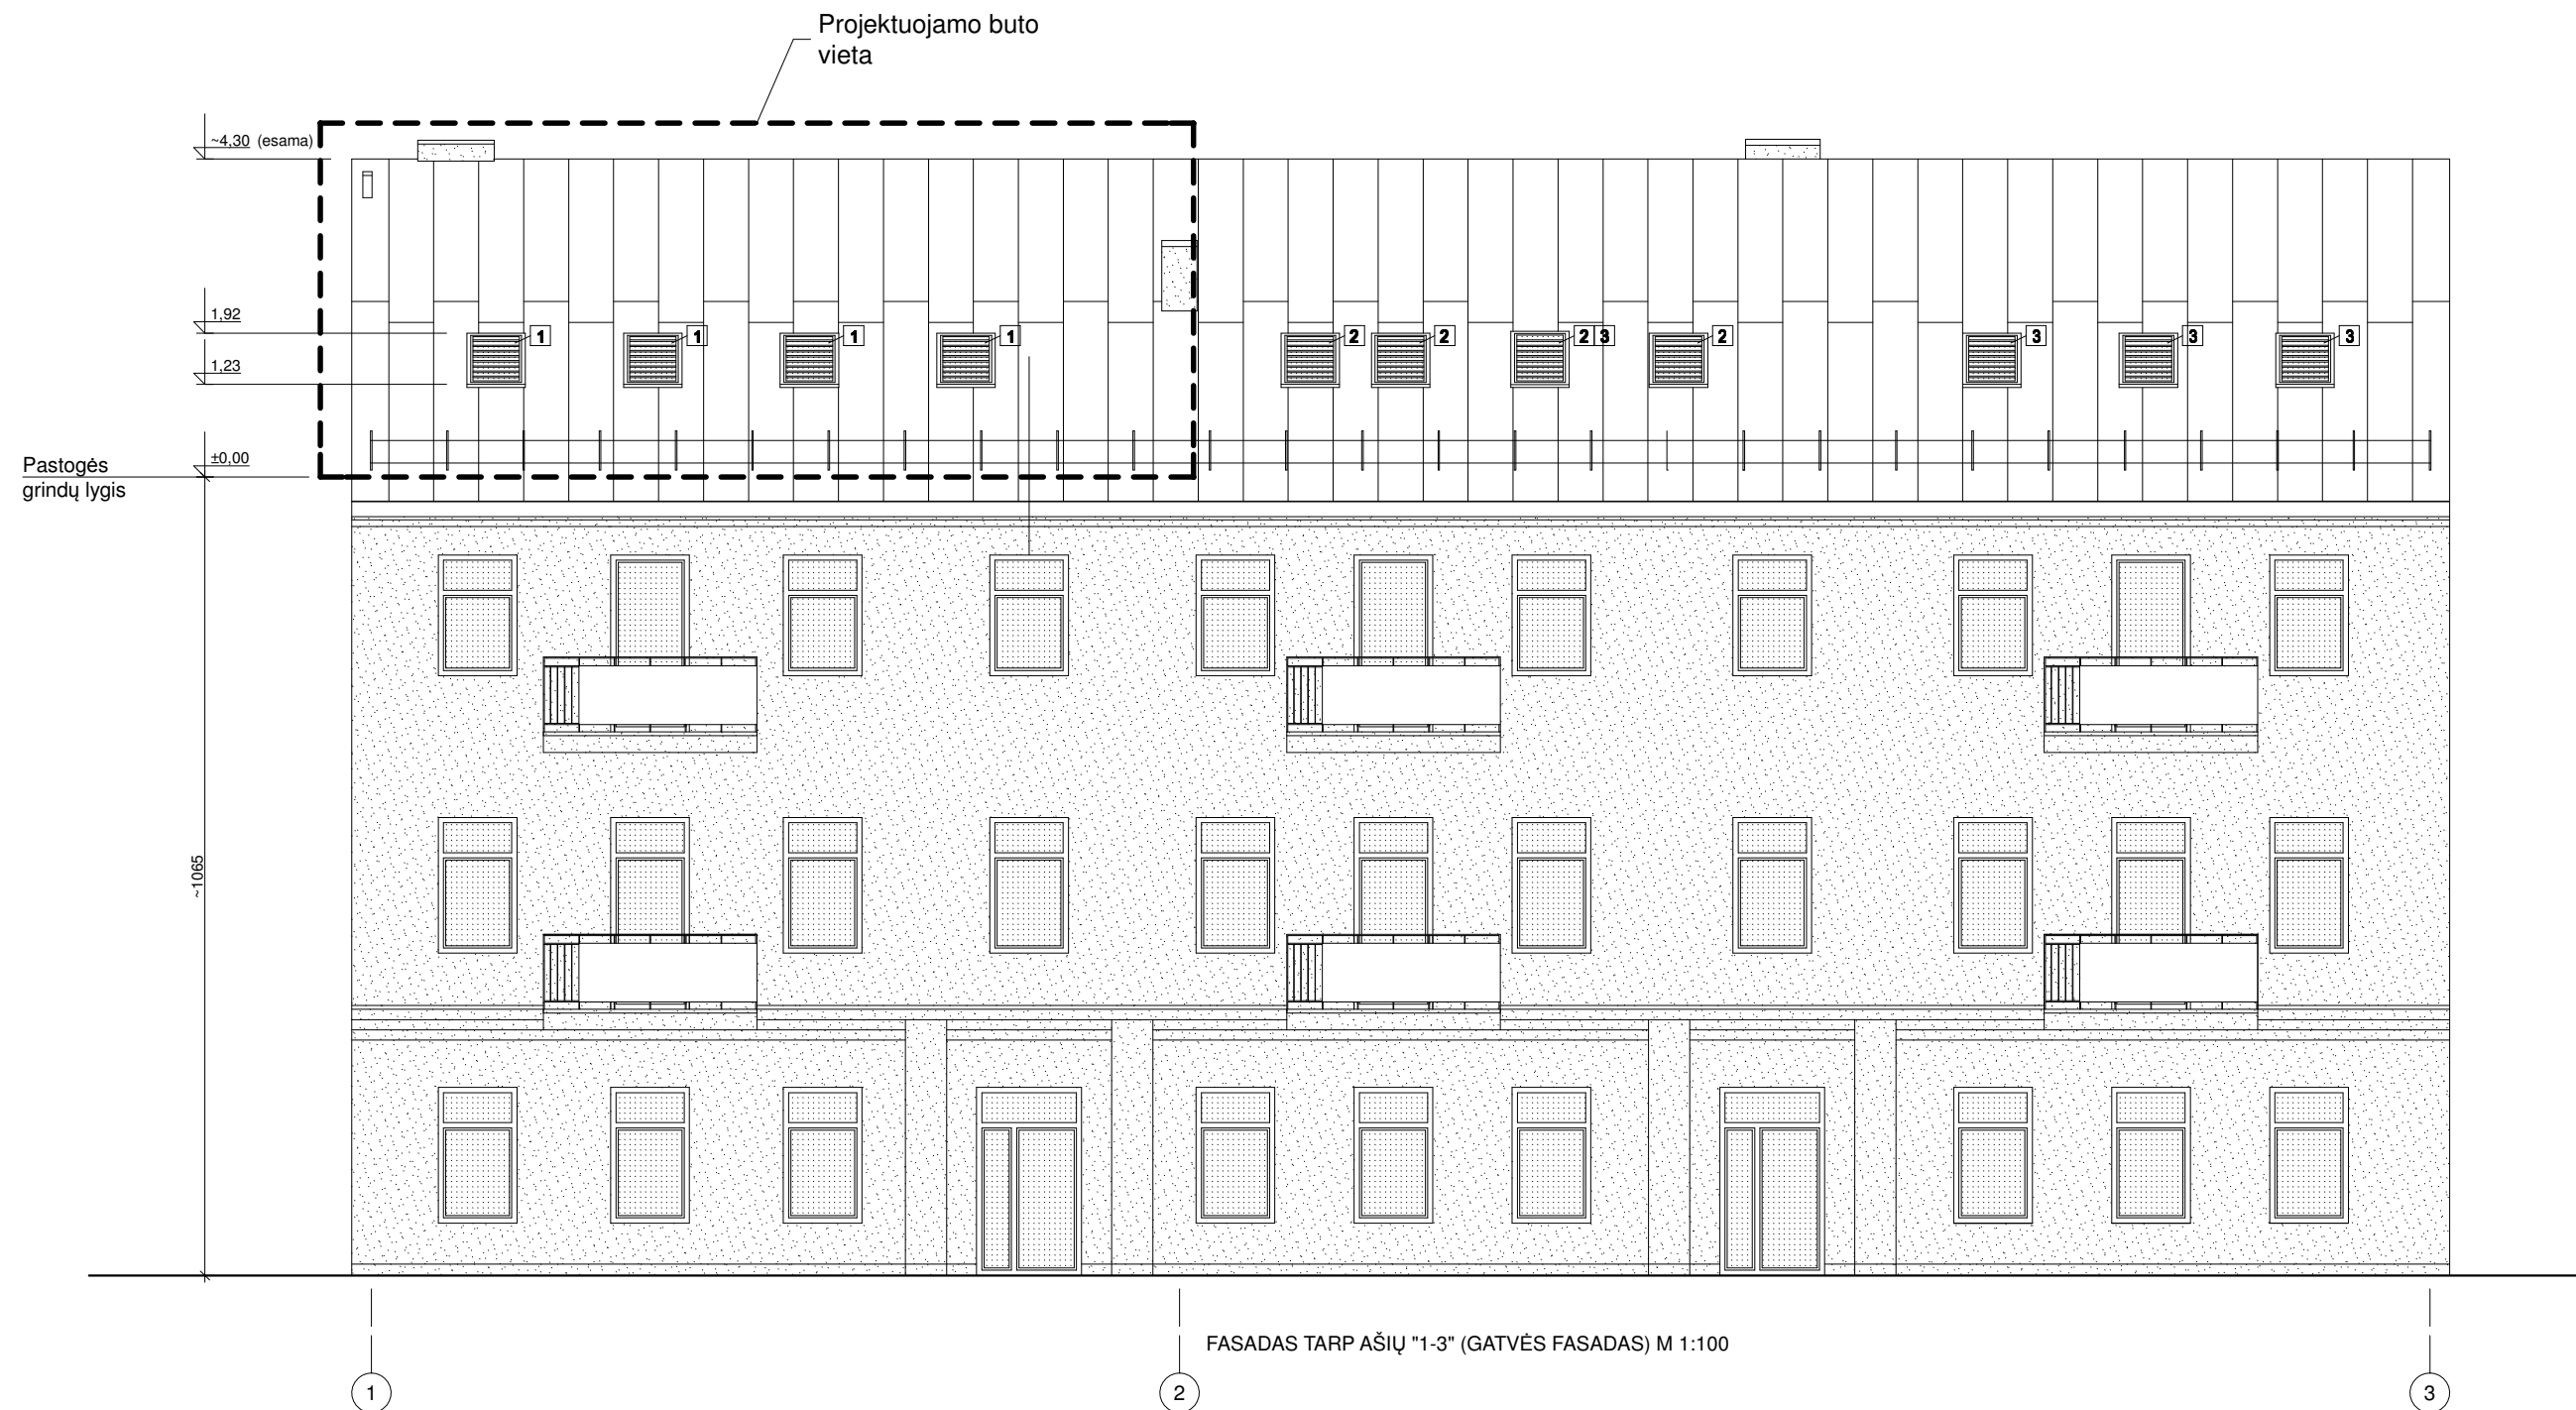 Projektuojamo buto
vieta
~4,30 (esama)
1,92
1 1 1 1 2 2 2 3 2 3 3 3
1,23
±0,00
Pastogės
grindų lygis
~1065
FASADAS TARP AŠIŲ "1-3" (GATVĖS FASADAS) M 1:100
1 2 3